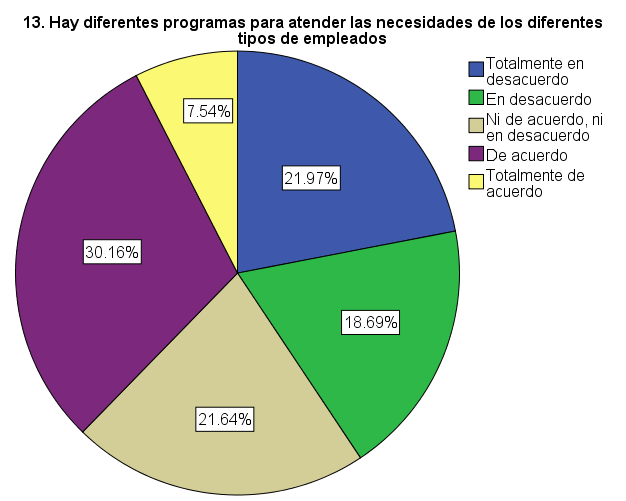 13. Hay diferentes programas para atender las necesidades de los diferentes
tipos de empleados
Totalmente en
desacuerdo
En desacuerdo
Ni de acuerdo, ni
en desacuerdo
De acuerdo
Totalmente de
acuerdo
7.54%
21.97%
30.16%
18.69%
21.64%